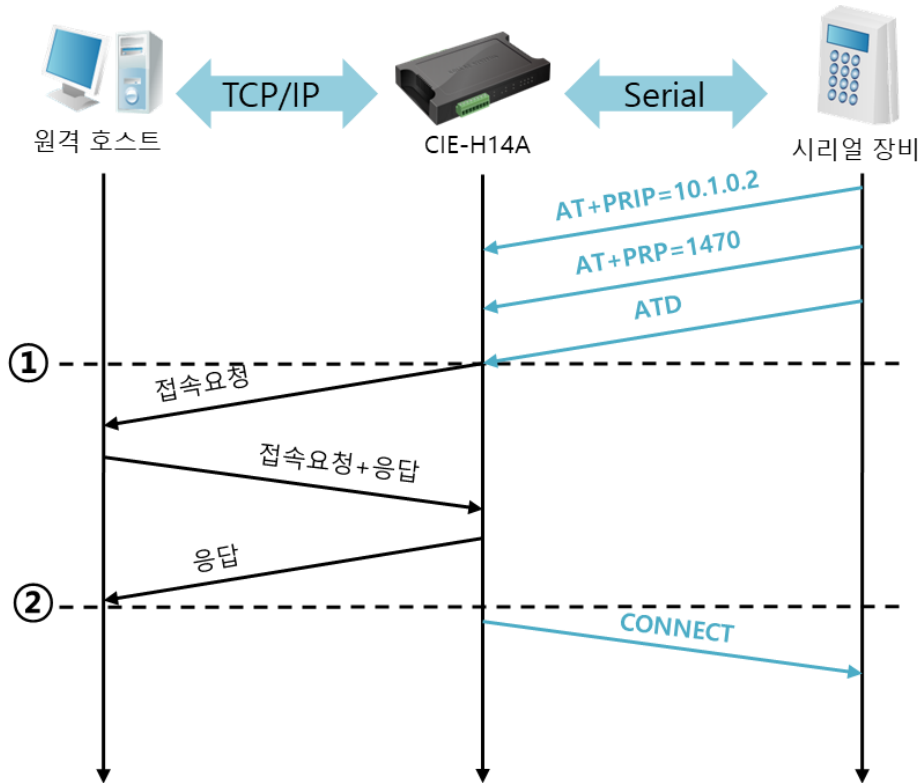 TCP/IP
Serial
원격 호스트
CIE-H14A
시리얼 장비
AT+PRIP=10.1.0.2
AT+PRP=1470
ATD
①
접속요청
접속요청+응답
응답
②
CONNECT